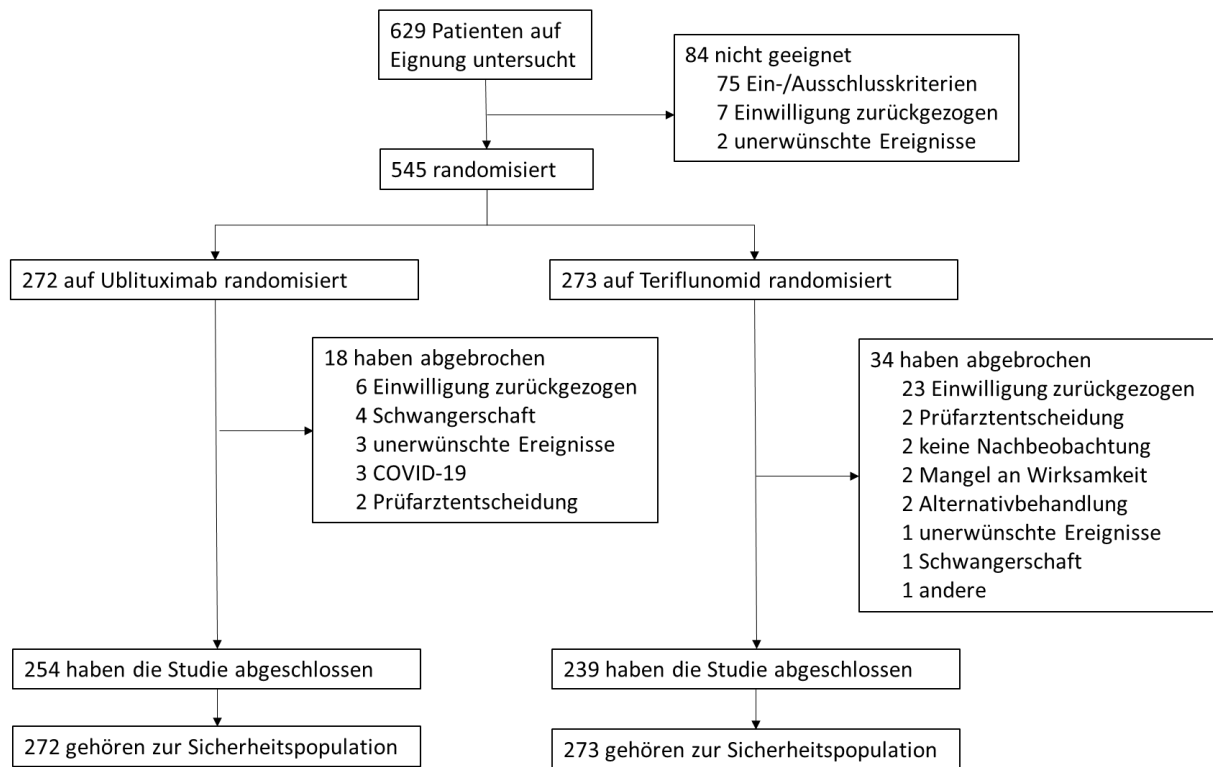 629 Patienten auf
Eignung untersucht
84 nicht geeignet
75 Ein-/Ausschlusskriterien
7 Einwilligung zurückgezogen
2 unerwünschte Ereignisse
545 randomisiert
272 auf Ublituximab randomisiert
273 auf Teriflunomid randomisiert
18 haben abgebrochen
6 Einwilligung zurückgezogen
4 Schwangerschaft
3 unerwünschte Ereignisse
3 COVID-19
2 Prüfarztentscheidung
34 haben abgebrochen
23 Einwilligung zurückgezogen
2 Prüfarztentscheidung
2 keine Nachbeobachtung
2 Mangel an Wirksamkeit
2 Alternativbehandlung
1 unerwünschte Ereignisse
1 Schwangerschaft
1 andere
254 haben die Studie abgeschlossen
239 haben die Studie abgeschlossen
272 gehören zur Sicherheitspopulation
273 gehören zur Sicherheitspopulation